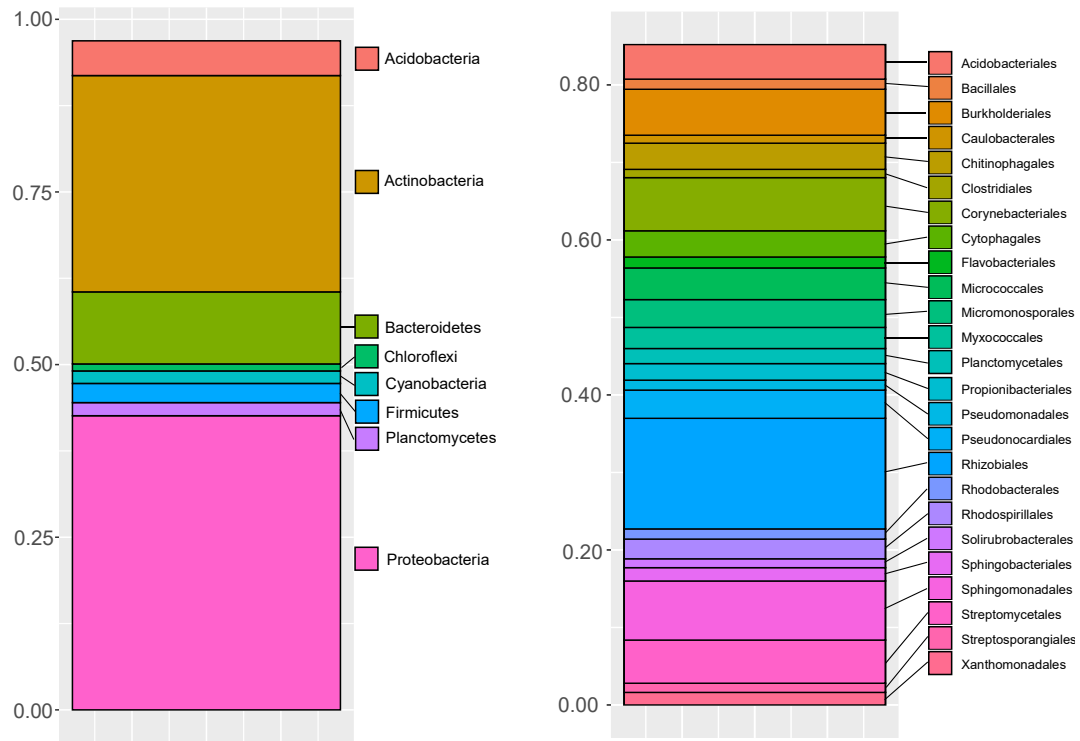 1.00
0.75
0.50
0.25
0.00
Acidobacteria
Actinobacteria
Bacteroidetes
Chloroflexi
Cyanobacteria
Firmicutes
Planctomycetes
Proteobacteria
0.80
0.60
0.40
0.20
0.00
Acidobacteriales
Bacillales
Burkholderiales
Caulobacterales
Chitinophagales
Clostridiales
Corynebacteriales
Cytophagales
Flavobacteriales
Micrococcales
Micromonosporales
Myxococcales
Planctomycetales
Propionibacteriales
Pseudomonadales
Pseudonocardiales
Rhizobiales
Rhodobacterales
Rhodospirillales
Solirubrobacterales
Sphingobacteriales
Sphingomonadales
Streptomycetales
Streptosporangiales
Xanthomonadales